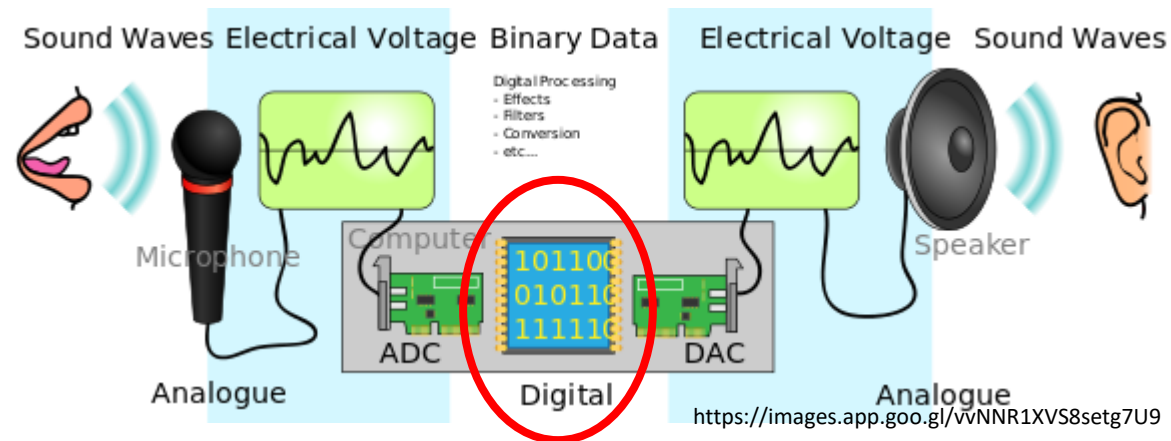 Sound Waves Electrical Voltage Binary Data Electrical Voltage Sound Waves
Digital Processing
- Effects
- Filters
- Conversion
- etc...
Microphone
Computer
Speaker
101100
010110
111110
ADC
DAC
Analogue
Digital
Analogue
https://images.app.goo.gl/vvNNR1XVS8setg7U9